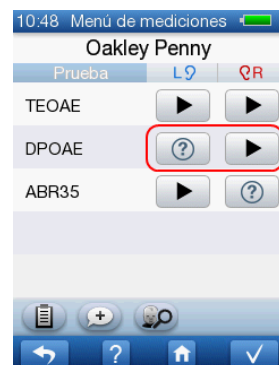 10:48 Menú de mediciones
Oakley Penny
Prueba L R
TEOAE
DPOAE ?
ABR35 ?
?